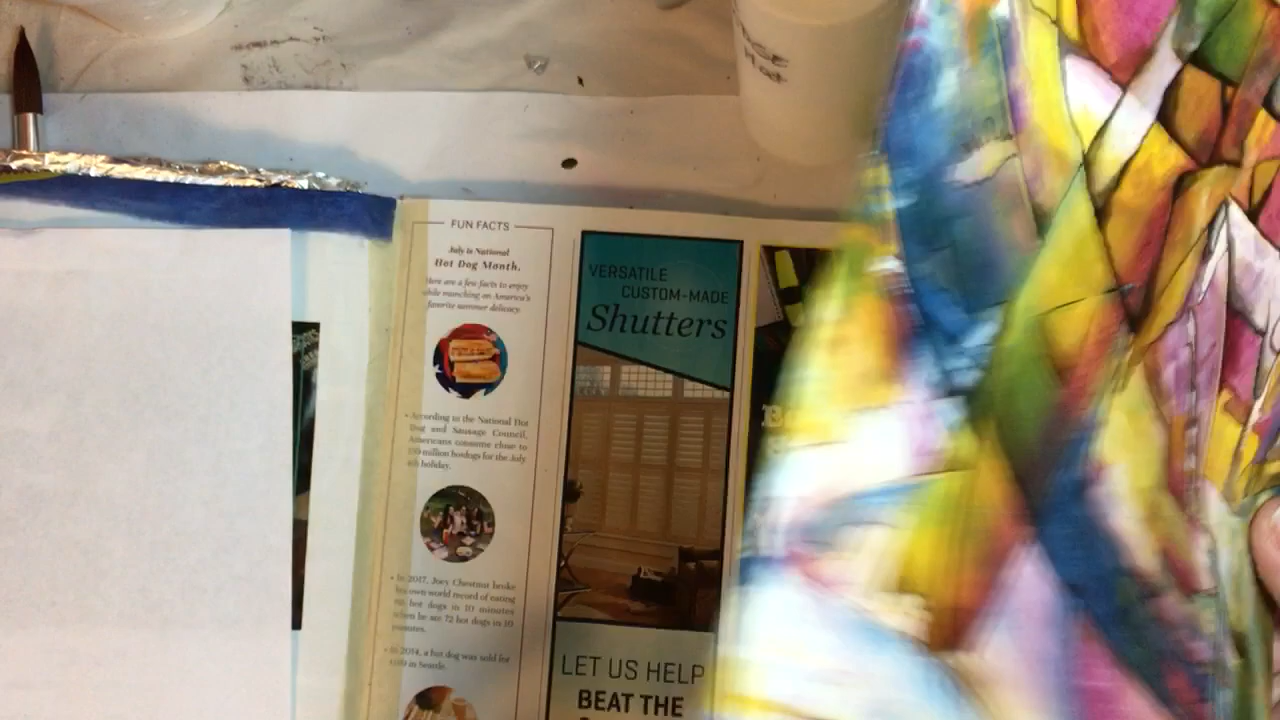 FUN FACTS
July is National
Hot Dog Month.
Here are a few facts to enjoy
while munching on America's
favorite summer delicacy.
• According to the National Hot
Dog and Sausage Council,
Americans consume close to
150 million hotdogs for the July
4th holiday.
• In 2017, Joey Chestnut broke
his own world record of eating
hot dogs in 10 minutes
when he ate 72 hot dogs in 10
minutes.
• In 2014, a hot dog was sold for
in Seattle.
VERSATILE
CUSTOM-MADE
Shutters
LET US HELP
BEAT THE